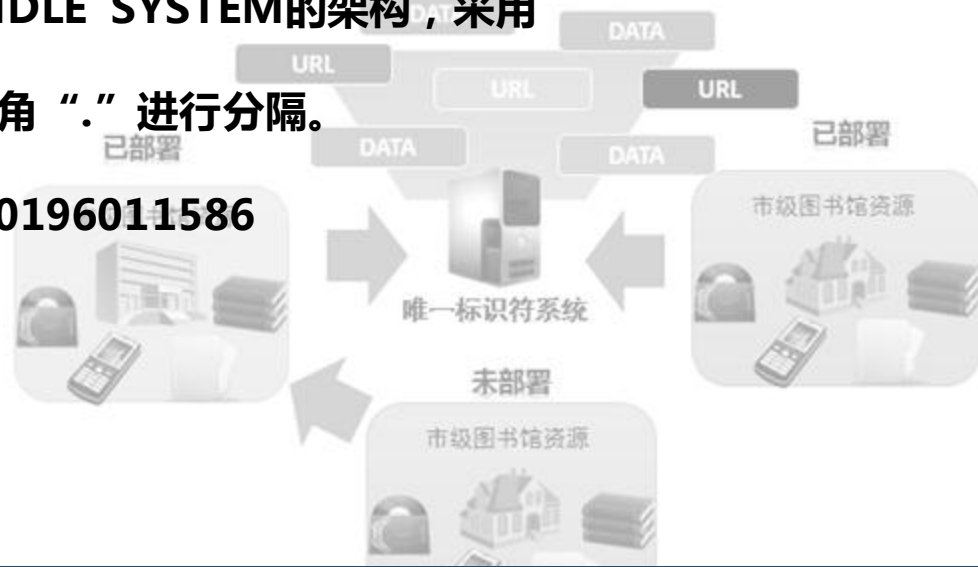 NDLE SYSTEM的架构，采用
DATA
DATA
URL
URL
URL
角“.”进行分隔。
已部署
DATA
DATA
已部署
0196011586
市级图书馆资源
唯一标识符系统
未部署
市级图书馆资源